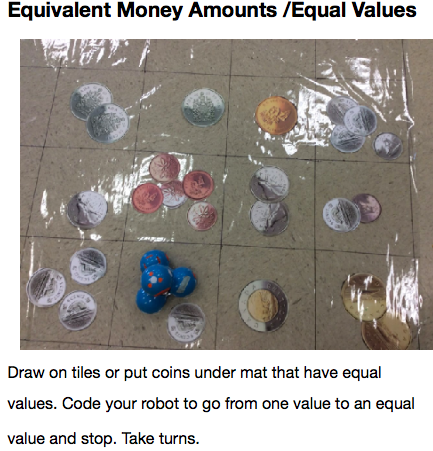 Equivalent Money Amounts /Equal Values
Draw on tiles or put coins under mat that have equal
values. Code your robot to go from one value to an equal
value and stop. Take turns.